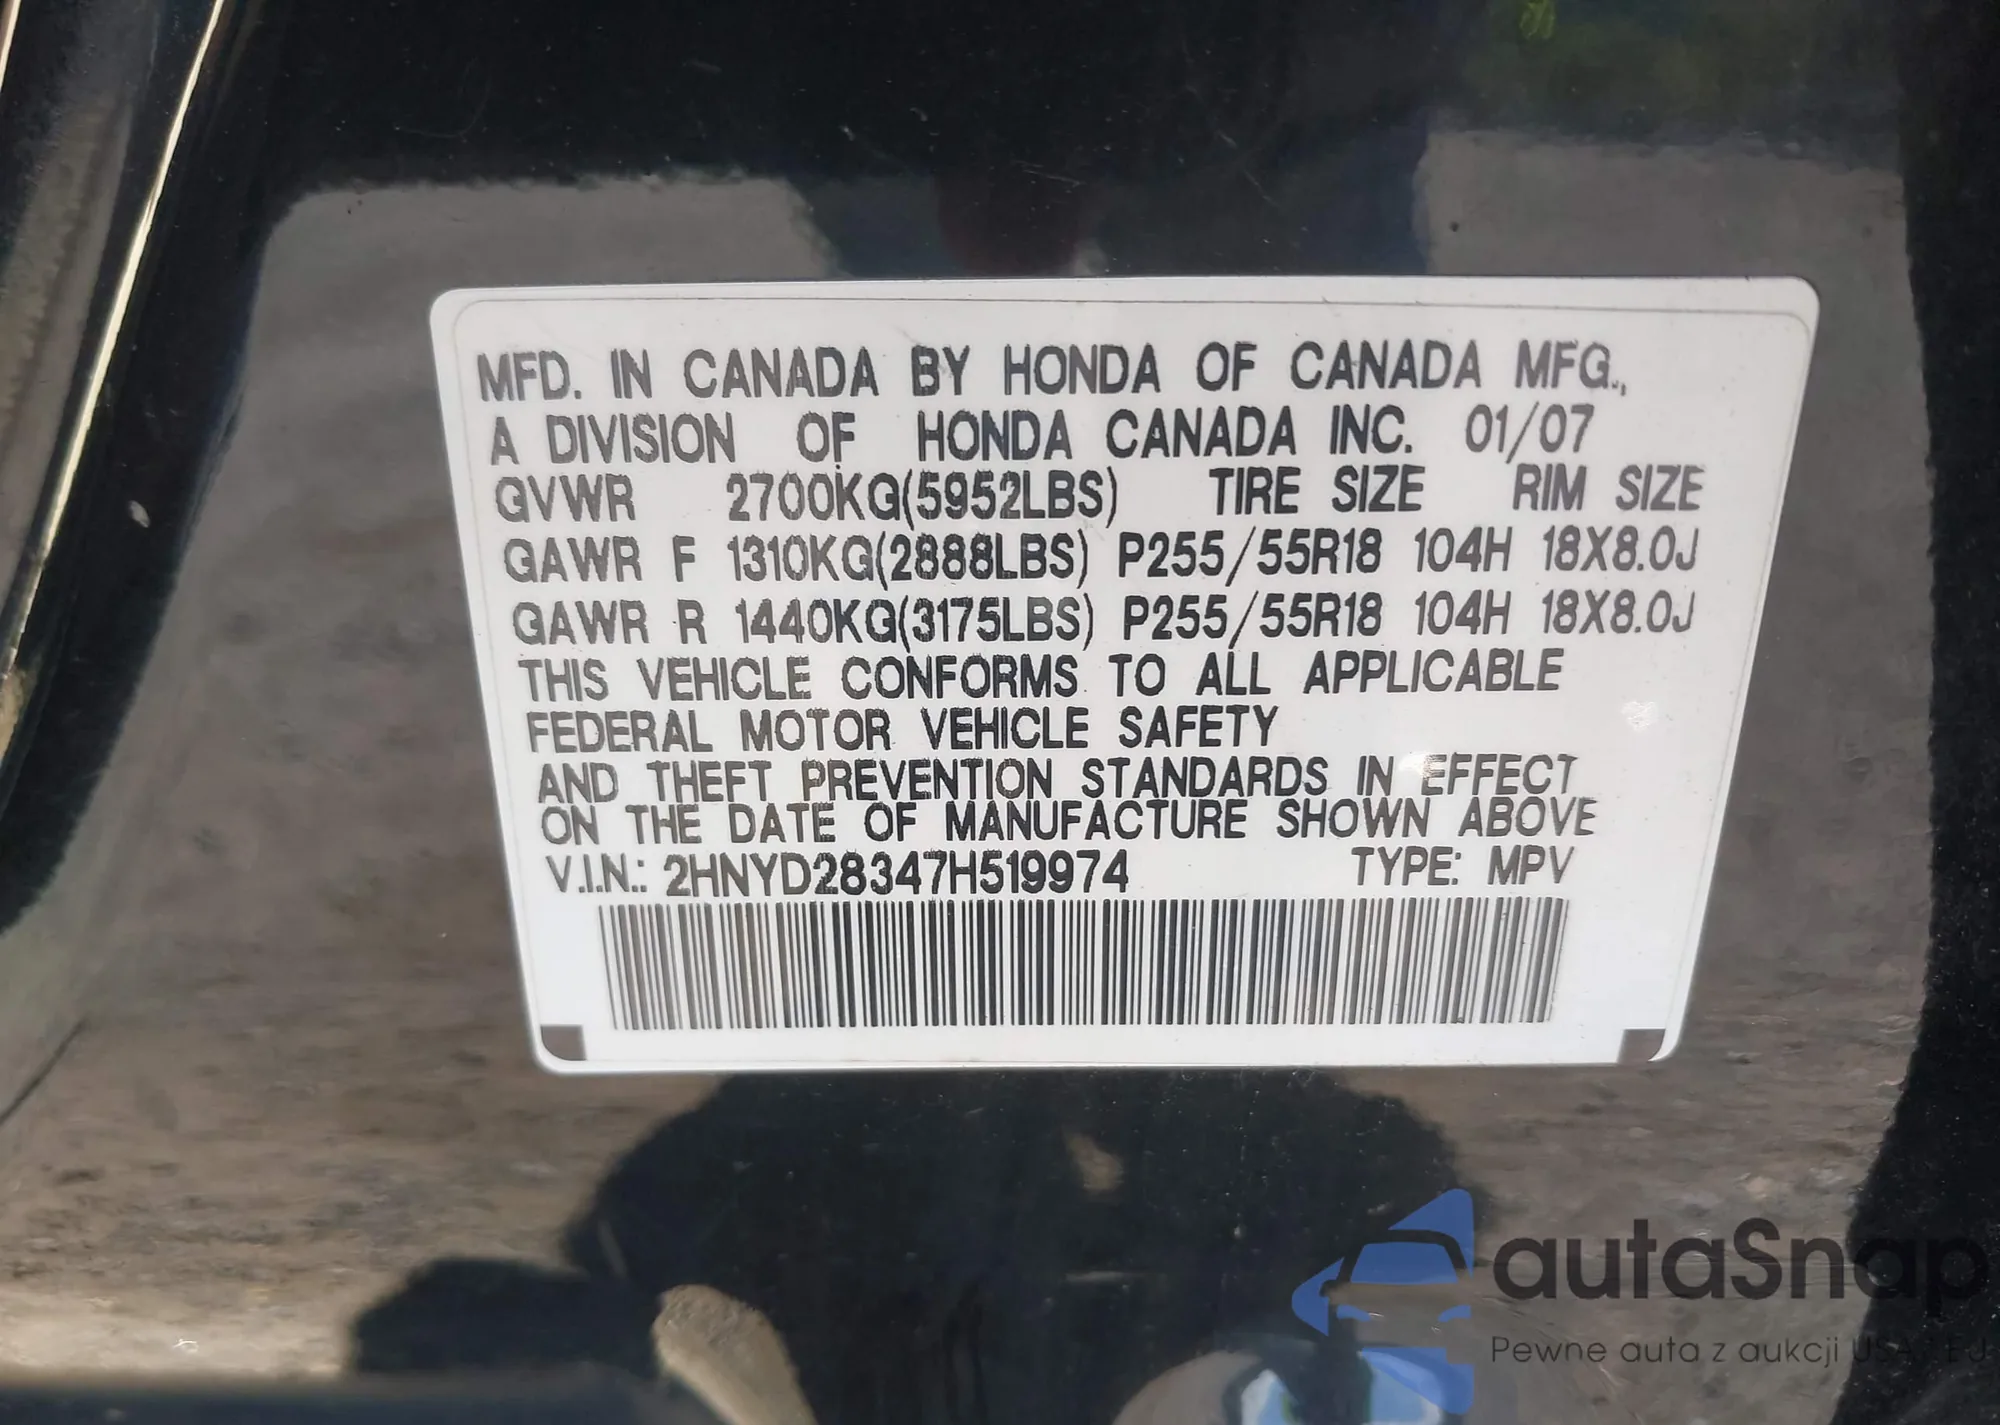 MFD. IN CANADA BY HONDA OF CANADA MFG.,
A DIVISION OF HONDA CANADA INC. 01/07
GVWR 2700KG(5952LBS) TIRE SIZE RIM SIZE
GAWR F 1310KG(2888LBS) P255/55R18 104H 18X8.0J
GAWR R 1440KG(3175LBS) P255/55R18 104H 18X8.0J
THIS VEHICLE CONFORMS TO ALL APPLICABLE
FEDERAL MOTOR VEHICLE SAFETY
AND THEFT PREVENTION STANDARDS IN EFFECT
ON THE DATE OF MANUFACTURE SHOWN ABOVE
V.I.N.: 2HNYD28347H519974 TYPE: MPV
autaSnap
Pewne auta z aukcji USA / EU